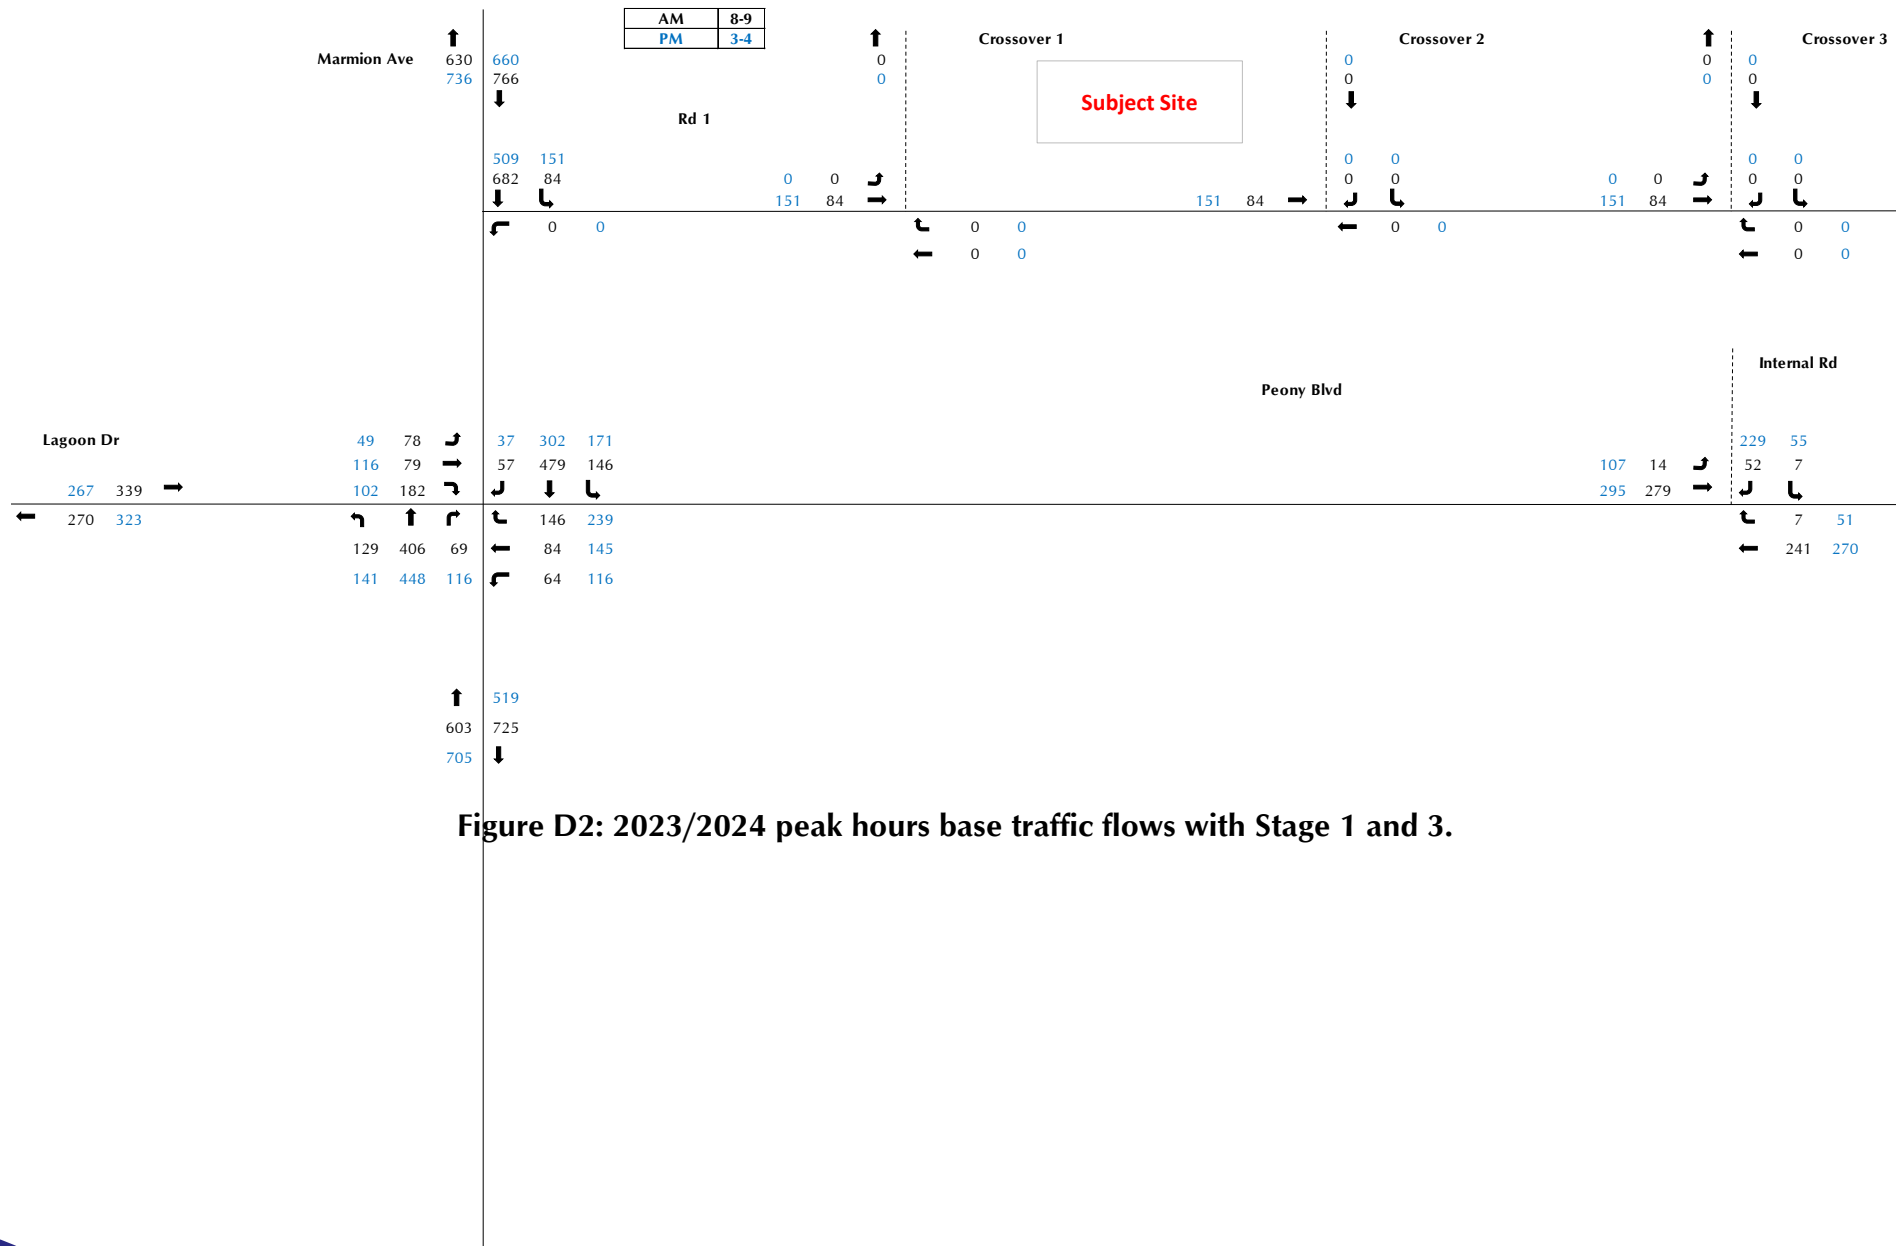 AM 8-9
PM 3-4
Crossover 1 Crossover 2 Crossover 3
Marmion Ave 630 660 0 0 0 0
736 766 0 0 0 0
Subject Site
Rd 1
509 151 0 0 0 0
682 84 0 0 0 0 0 0 0 0
151 84 151 84 151 84
0 0 0 0 0 0 0 0
0 0 0 0
Internal Rd
Peony Blvd
Lagoon Dr 49 78 37 302 171 229 55
116 79 57 479 146 107 14 52 7
267 339 102 182 295 279
270 323 146 239 7 51
129 406 69 84 145 241 270
141 448 116 64 116
519
603 725
705
Figure D2: 2023/2024 peak hours base traffic flows with Stage 1 and 3.